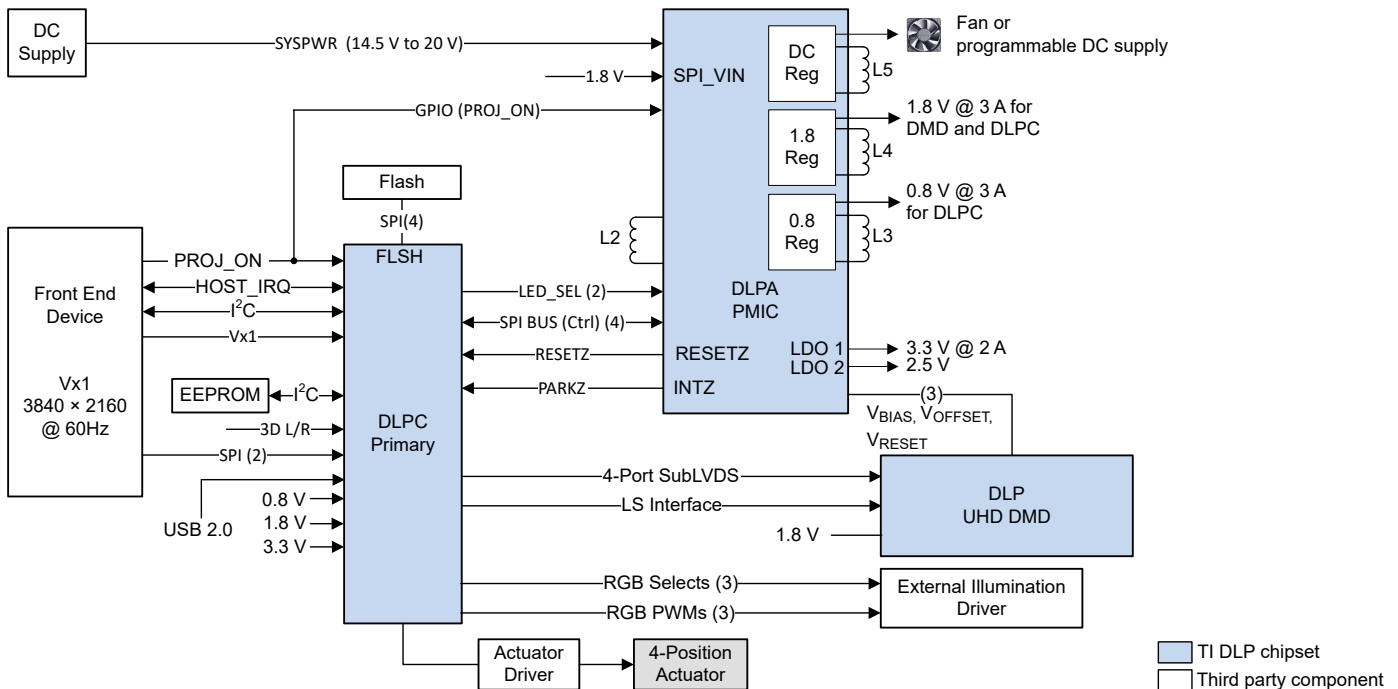 DC
Supply
SYSPWR (14.5 V to 20 V)
1.8 V
SPI_VIN
GPIO (PROJ_ON)
DC
Reg
L5
Fan or
programmable DC supply
1.8
Reg
L4
1.8 V @ 3 A for
DMD and DLPC
0.8
Reg
L3
0.8 V @ 3 A
for DLPC
L2
DLPA
PMIC
Flash
SPI(4)
FLSH
Front End
Device
Vx1
3840 × 2160
@ 60Hz
PROJ_ON
HOST_IRQ
I²C
Vx1
EEPROM
I²C
3D L/R
SPI (2)
USB 2.0
0.8 V
1.8 V
3.3 V
DLPC
Primary
LED_SEL (2)
SPI BUS (Ctrl) (4)
RESETZ
RESETZ
PARKZ
INTZ
LDO 1
3.3 V @ 2 A
LDO 2
2.5 V
(3)
VBIAS, VOFFSET,
VRESET
4-Port SubLVDS
LS Interface
1.8 V
DLP
UHD DMD
RGB Selects (3)
RGB PWMs (3)
External Illumination
Driver
Actuator
Driver
4-Position
Actuator
TI DLP chipset
Third party component